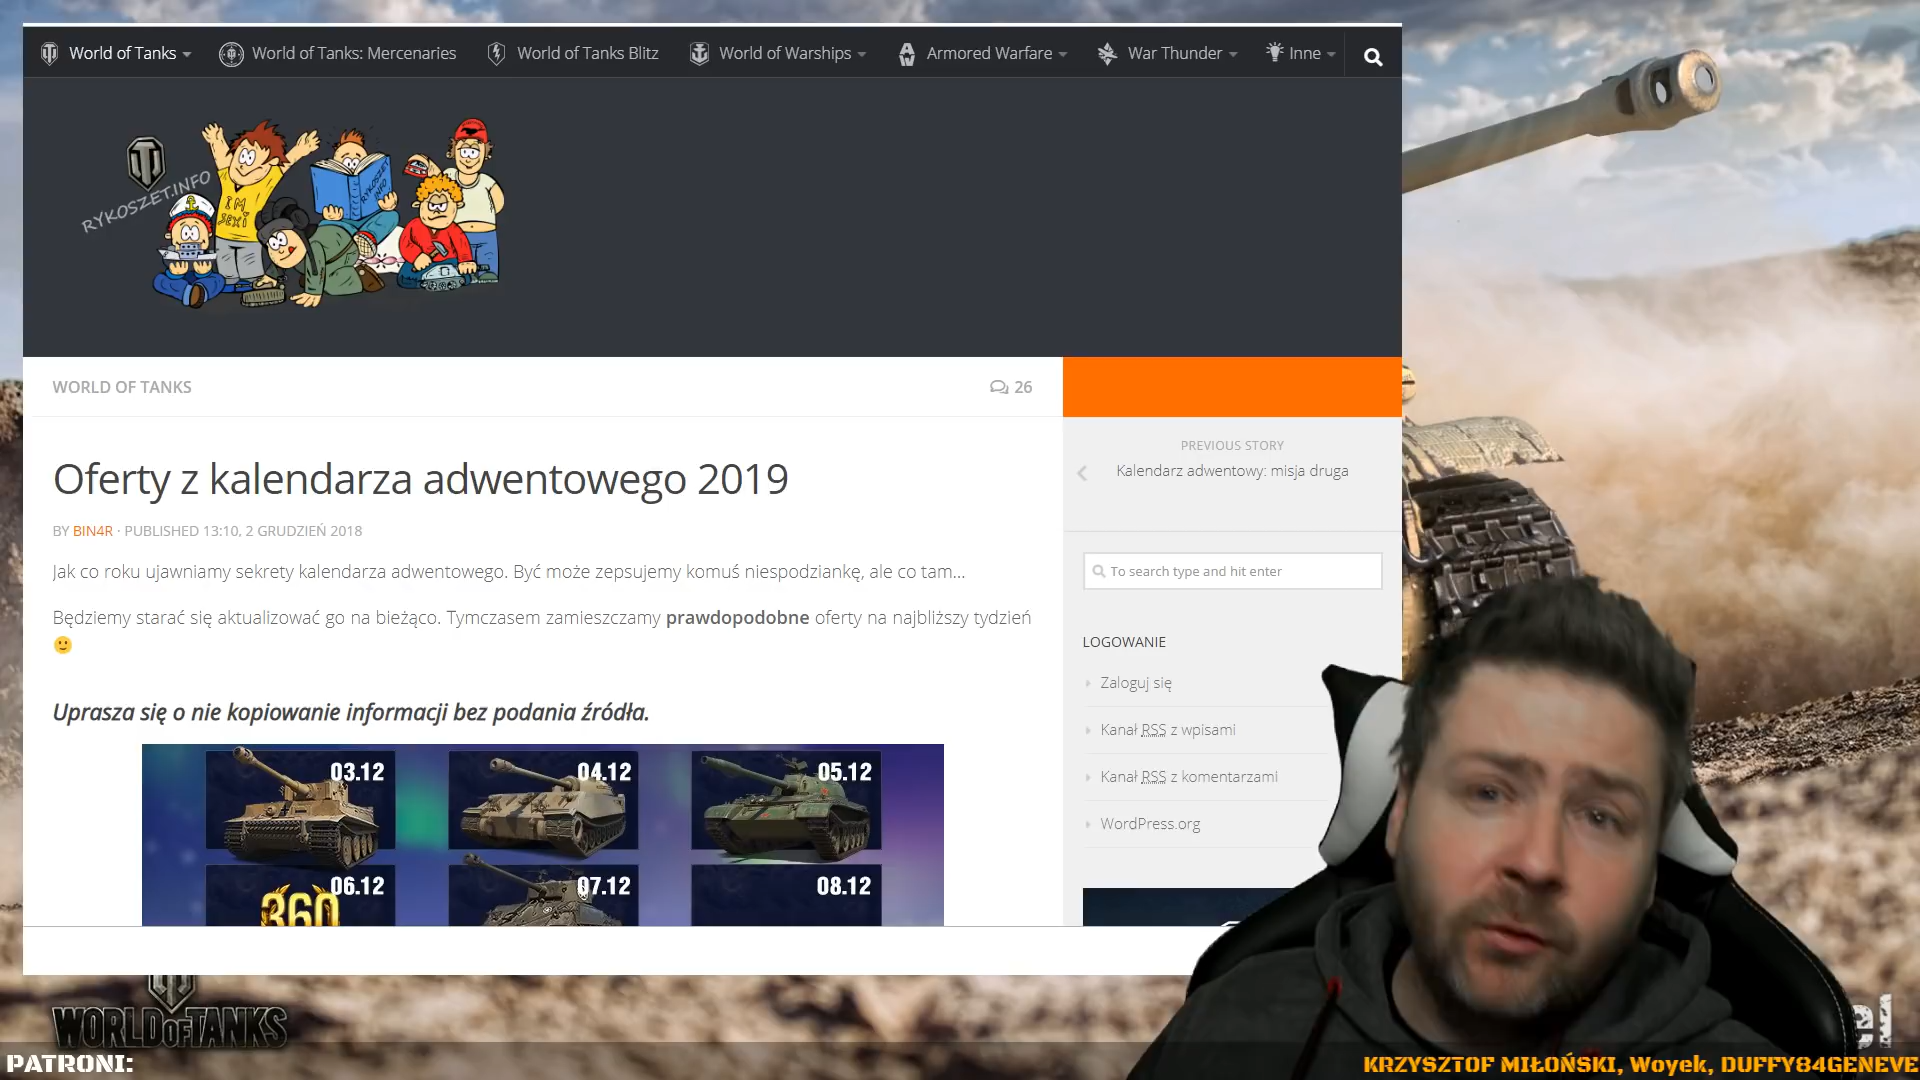 World of Tanks
World of Tanks: Mercenaries
World of Tanks Blitz
World of Warships
Armored Warfare
War Thunder
Inne
RYKOSZET.INFO
I M
SEXI
RYKOSZET
INFO
WORLD OF TANKS
26
PREVIOUS STORY
Kalendarz adwentowy: misja druga
Oferty z kalendarza adwentowego 2019
BY BIN4R · PUBLISHED 13:10, 2 GRUDZIEŃ 2018
Jak co roku ujawniamy sekrety kalendarza adwentowego. Być może zepsujemy komuś niespodziankę, ale co tam...
To search type and hit enter
Będziemy starać się aktualizować go na bieżąco. Tymczasem zamieszczamy prawdopodobne oferty na najbliższy tydzień
🙂
LOGOWANIE
Zaloguj się
Uprasza się o nie kopiowanie informacji bez podania źródła.
Kanał RSS z wpisami
Kanał RSS z komentarzami
WordPress.org
03.12
04.12
05.12
06.12
07.12
08.12
360
WORLD OF TANKS
el
PATRONI:
KRZYSZTOF MIŁOŃSKI, Woyek, DUFFY84GENEVE